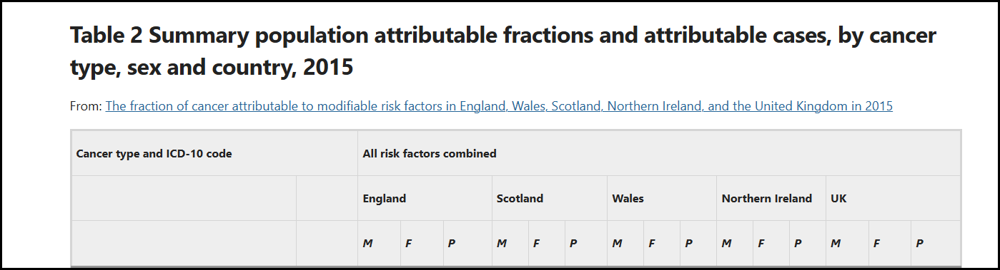 Table 2 Summary population attributable fractions and attributable cases, by cancer
type, sex and country, 2015
From: The fraction of cancer attributable to modifiable risk factors in England, Wales, Scotland, Northern Ireland, and the United Kingdom in 2015
Cancer type and ICD-10 code All risk factors combined
England Scotland Wales Northern Ireland UK
M F P M F P M F P M F P M F P